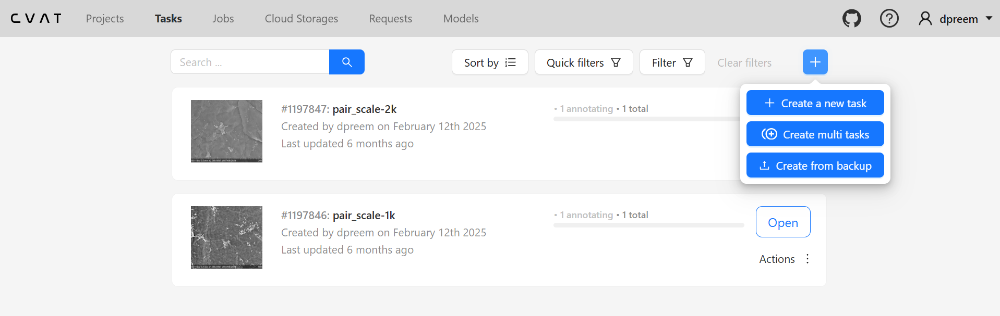 CVAT Projects Tasks Jobs Cloud Storages Requests Models dpreem
Search ... Sort by Quick filters Filter Clear filters
#1197847: pair_scale-2k
Created by dpreem on February 12th 2025
Last updated 6 months ago
• 1 annotating • 1 total
Create a new task
Create multi tasks
Create from backup
#1197846: pair_scale-1k
Created by dpreem on February 12th 2025
Last updated 6 months ago
• 1 annotating • 1 total
Open
Actions